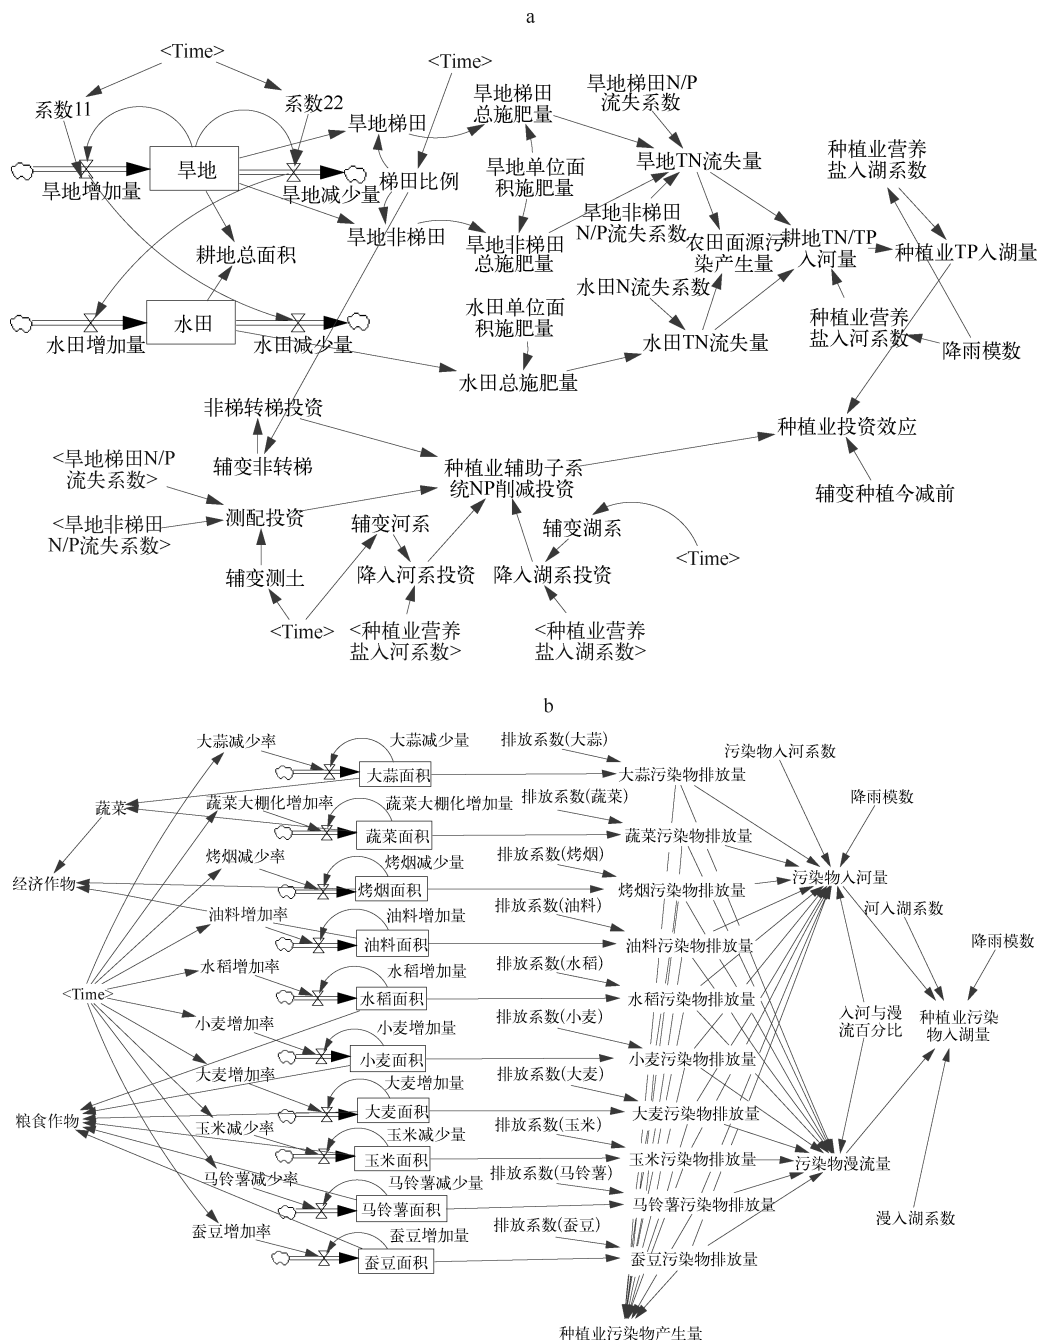 a
<Time>
<Time>
系数11
系数22
旱地梯田
旱地梯田
总施肥量
旱地梯田N/P
流失系数
旱地
旱地增加量
旱地减少量
梯田比例
旱地单位面
积施肥量
旱地TN流失量
种植业营养
盐入湖系数
旱地非梯田
旱地非梯田
总施肥量
旱地非梯田
N/P流失系数
农田面源污
染产生量
耕地TN/TP
入河量
种植业TP入湖量
耕地总面积
水田N流失系数
水田
水田增加量
水田减少量
水田单位面
积施肥量
水田TN流失量
种植业营养
盐入河系数
降雨模数
水田总施肥量
非梯转梯投资
种植业投资效应
辅变非转梯
<旱地梯田N/P
流失系数>
种植业辅助子系
统NP削减投资
辅变种植今减前
<旱地非梯田
N/P流失系数>
测配投资
辅变河系
辅变湖系
<Time>
辅变测土
降入河系投资
降入湖系投资
<Time>
<种植业营养
盐入河系数>
<种植业营养
盐入湖系数>
b
大蒜减少率
大蒜减少量
排放系数(大蒜)
污染物入河系数
大蒜面积
大蒜污染物排放量
蔬菜
蔬菜大棚化增加率
蔬菜大棚化增加量
排放系数(蔬菜)
降雨模数
蔬菜面积
蔬菜污染物排放量
烤烟减少率
烤烟减少量
排放系数(烤烟)
经济作物
烤烟面积
烤烟污染物排放量
污染物入河量
油料增加率
油料增加量
排放系数(油料)
河入湖系数
油料面积
油料污染物排放量
降雨模数
水稻增加率
水稻增加量
排放系数(水稻)
<Time>
水稻面积
水稻污染物排放量
入河与漫
流百分比
种植业污染
物入湖量
小麦增加率
小麦增加量
排放系数(小麦)
小麦面积
小麦污染物排放量
大麦增加率
大麦增加量
排放系数(大麦)
大麦面积
大麦污染物排放量
粮食作物
玉米减少率
玉米减少量
排放系数(玉米)
玉米面积
玉米污染物排放量
污染物漫流量
马铃薯减少率
马铃薯减少量
排放系数(马铃薯)
马铃薯面积
马铃薯污染物排放量
漫入湖系数
蚕豆增加率
蚕豆增加量
排放系数(蚕豆)
蚕豆面积
蚕豆污染物排放量
种植业污染物产生量